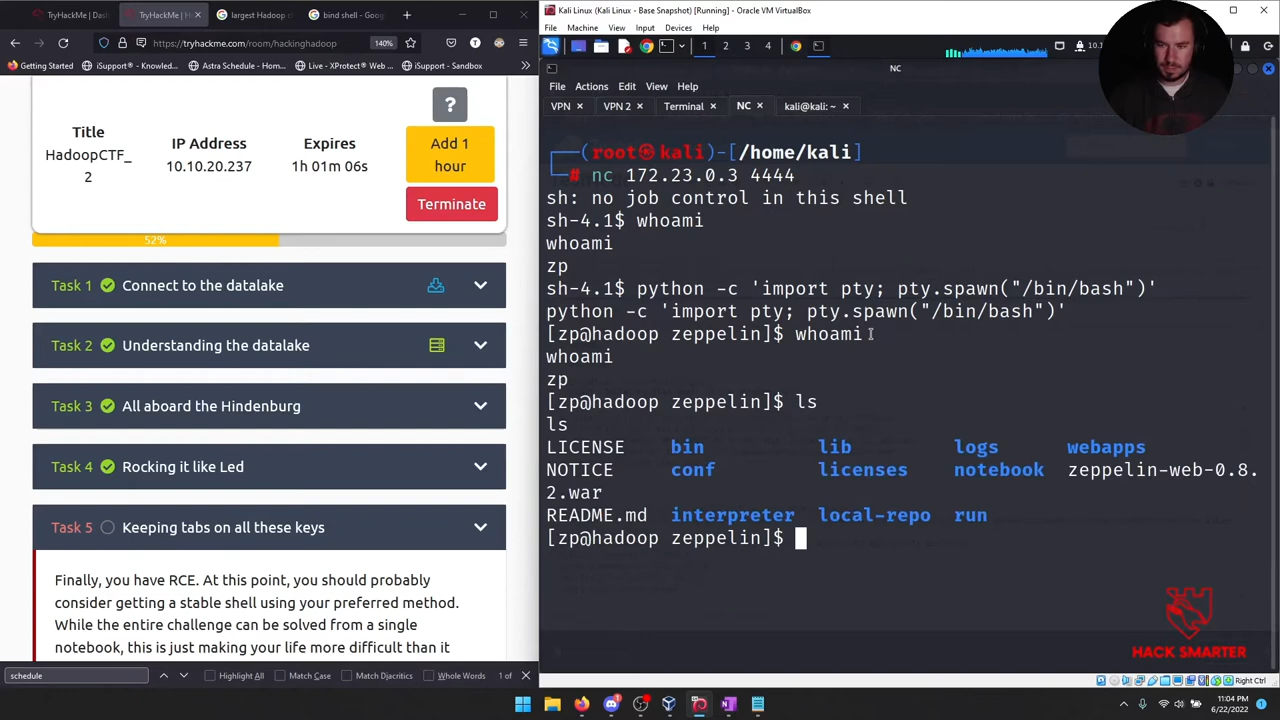 TryHackMe | Dash
TryHackMe | H
largest Hadoop cl
bind shell - Goog
https://tryhackme.com/room/hackinghadoop
140%
Getting Started
iSupport - Knowled...
Astra Schedule - Hom...
Live - XProtect® Web ...
iSupport - Sandbox
Title
HadoopCTF_
2
IP Address
10.10.20.237
Expires
1h 01m 06s
?
Add 1
hour
Terminate
52%
Task 1 Connect to the datalake
Task 2 Understanding the datalake
Task 3 All aboard the Hindenburg
Task 4 Rocking it like Led
Task 5 Keeping tabs on all these keys
Finally, you have RCE. At this point, you should probably
consider getting a stable shell using your preferred method.
While the entire challenge can be solved from a single
notebook, this is just making your life more difficult than it
schedule
Highlight All
Match Case
Match Diacritics
Whole Words
1 of
Kali Linux (Kali Linux - Base Snapshot) [Running] - Oracle VM VirtualBox
File Machine View Input Devices Help
1 2 3 4
10.1
NC
File Actions Edit View Help
VPN
VPN 2
Terminal
NC
kali@kali: ~
┌──(root㉿kali)-[/home/kali]
└─# nc 172.23.0.3 4444
sh: no job control in this shell
sh-4.1$ whoami
whoami
zp
sh-4.1$ python -c 'import pty; pty.spawn("/bin/bash")'
python -c 'import pty; pty.spawn("/bin/bash")'
[zp@hadoop zeppelin]$ whoami
whoami
zp
[zp@hadoop zeppelin]$ ls
ls
LICENSE bin lib logs webapps
NOTICE conf licenses notebook zeppelin-web-0.8.
2.war
README.md interpreter local-repo run
[zp@hadoop zeppelin]$
HACK SMARTER
Right Ctrl
11:04 PM
6/22/2022